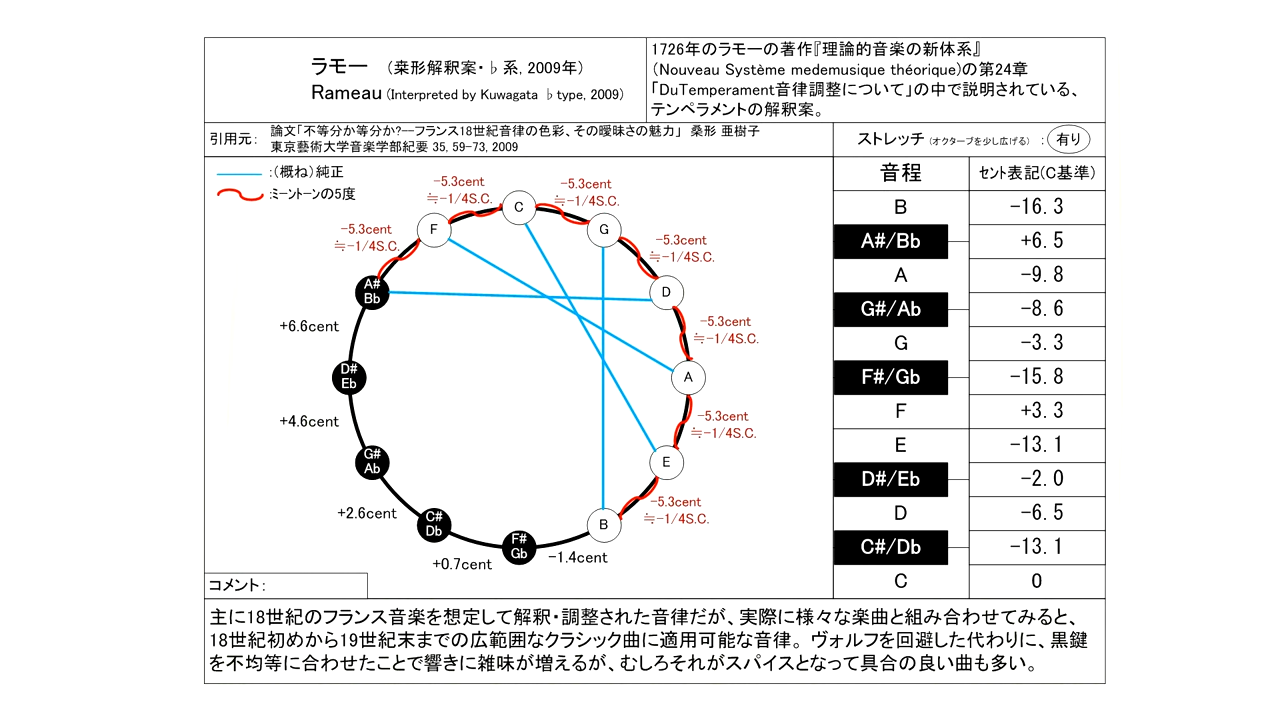 ラモー （桒形解釈案・♭系, 2009年）
Rameau (Interpreted by Kuwagata ♭type, 2009)
1726年のラモーの著作『理論的音楽の新体系』
（Nouveau Système medemusique théorique)の第24章
「DuTemperament音律調整について」の中で説明されている、
テンペラメントの解釈案。
引用元：
論文「不等分か等分か?--フランス18世紀音律の色彩、その曖昧さの魅力」 桑形 亜樹子
東京藝術大学音楽学部紀要 35, 59-73, 2009
ストレッチ （オクターブを少し広げる） ： 有り
：（概ね）純正
：ミーントーンの5度
-5.3cent
≒-1/4S.C.
-5.3cent
≒-1/4S.C.
-5.3cent
≒-1/4S.C.
-5.3cent
≒-1/4S.C.
-5.3cent
≒-1/4S.C.
-5.3cent
≒-1/4S.C.
-5.3cent
≒-1/4S.C.
C
G
D
A
E
B
F#
Gb
C#
Db
G#
Ab
D#
Eb
A#
Bb
F
+6.6cent
+4.6cent
+2.6cent
+0.7cent
-1.4cent
音程 セント表記(C基準)
B -16.3
A#/Bb +6.5
A -9.8
G#/Ab -8.6
G -3.3
F#/Gb -15.8
F +3.3
E -13.1
D#/Eb -2.0
D -6.5
C#/Db -13.1
C 0
コメント：
主に18世紀のフランス音楽を想定して解釈・調整された音律だが、実際に様々な楽曲と組み合わせてみると、
18世紀初めから19世紀末までの広範囲なクラシック曲に適用可能な音律。ヴォルフを回避した代わりに、黒鍵
を不均等に合わせたことで響きに雑味が増えるが、むしろそれがスパイスとなって具合の良い曲も多い。